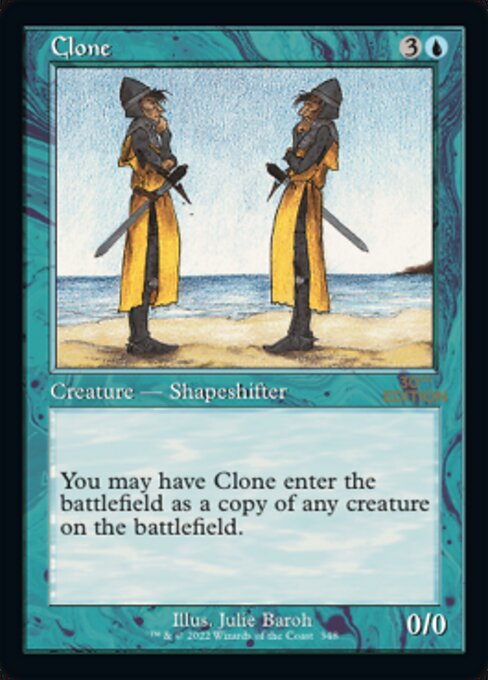 Clone 3
Creature — Shapeshifter
30TH EDITION
You may have Clone enter the
battlefield as a copy of any creature
on the battlefield.
Illus. Julie Baroh
™ & © 2022 Wizards of the Coast 348
0/0